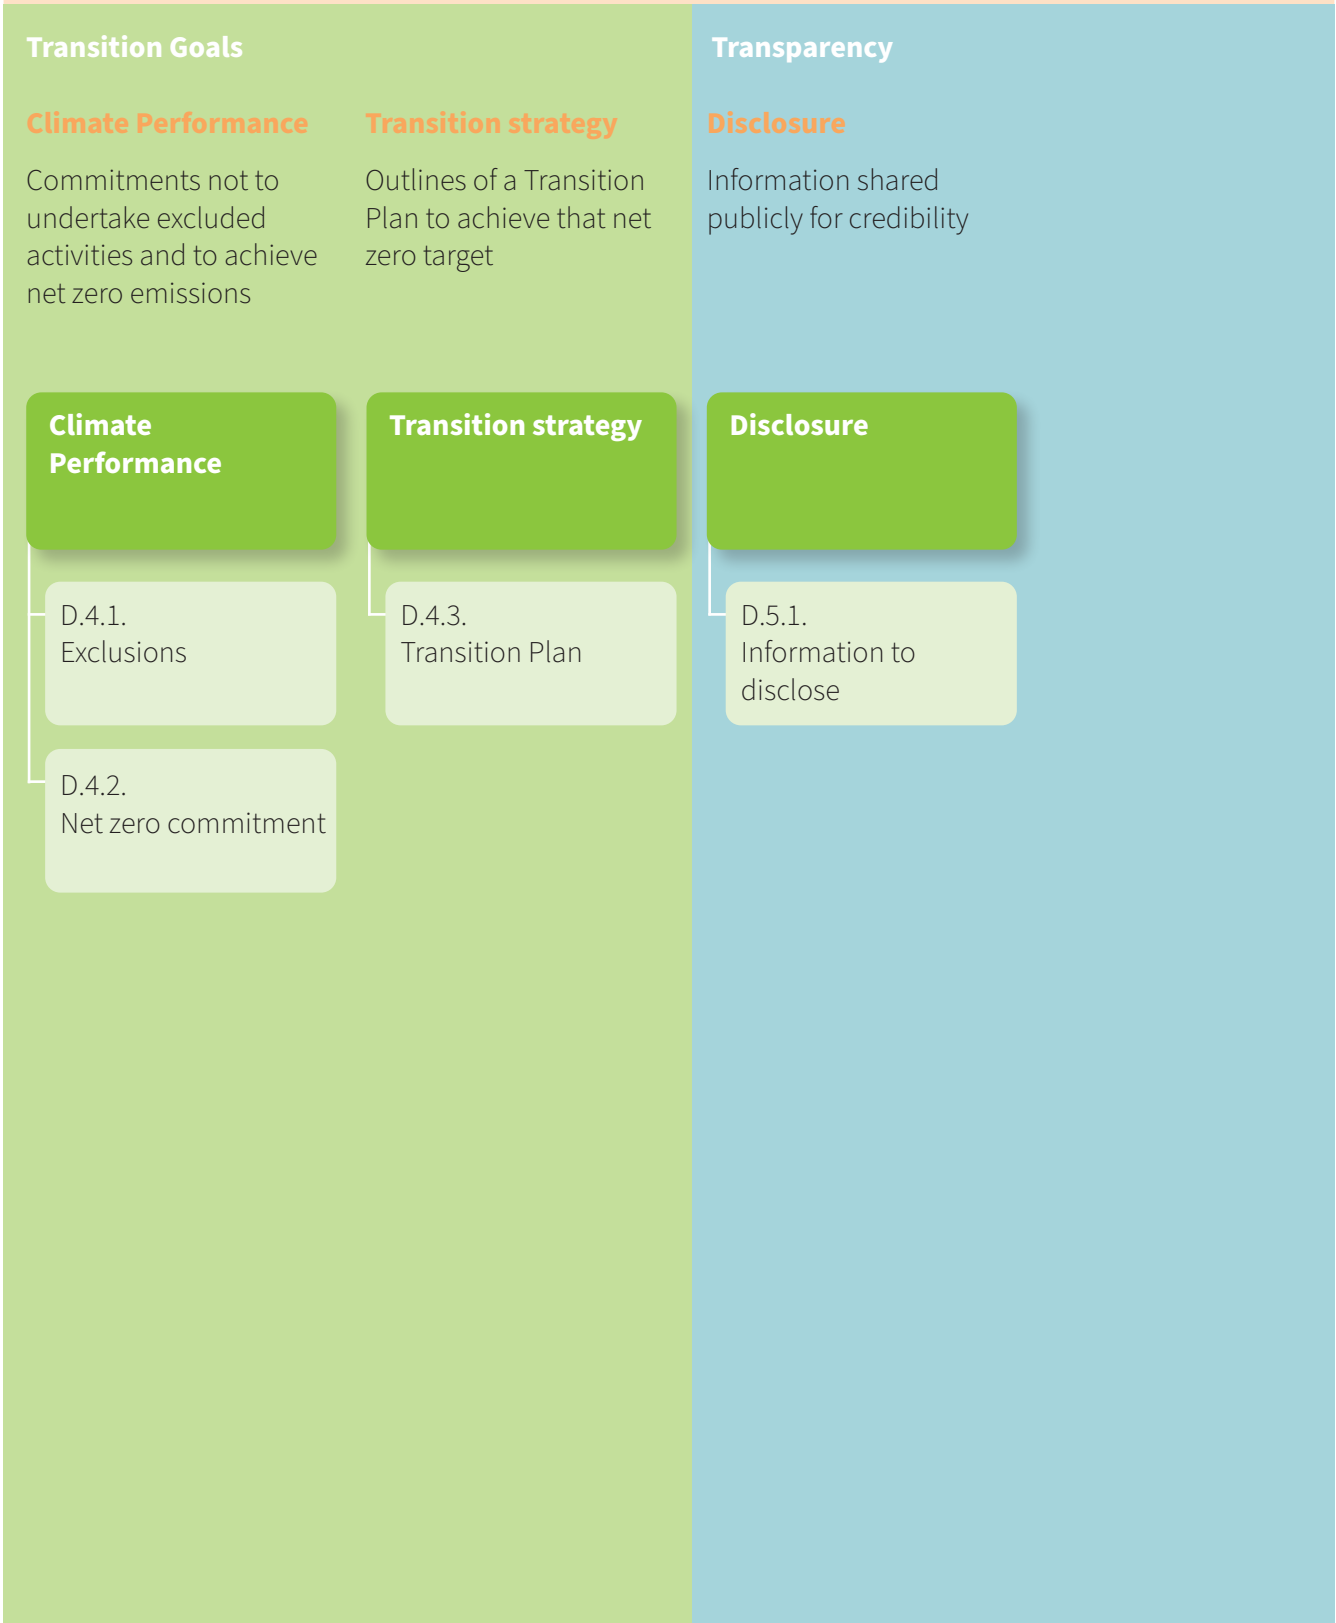 Transition Goals
Transparency
Climate Performance
Commitments not to
undertake excluded
activities and to achieve
net zero emissions
Transition strategy
Outlines of a Transition
Plan to achieve that net
zero target
Disclosure
Information shared
publicly for credibility
Climate
Performance
D.4.1.
Exclusions
D.4.2.
Net zero commitment
Transition strategy
D.4.3.
Transition Plan
Disclosure
D.5.1.
Information to
disclose